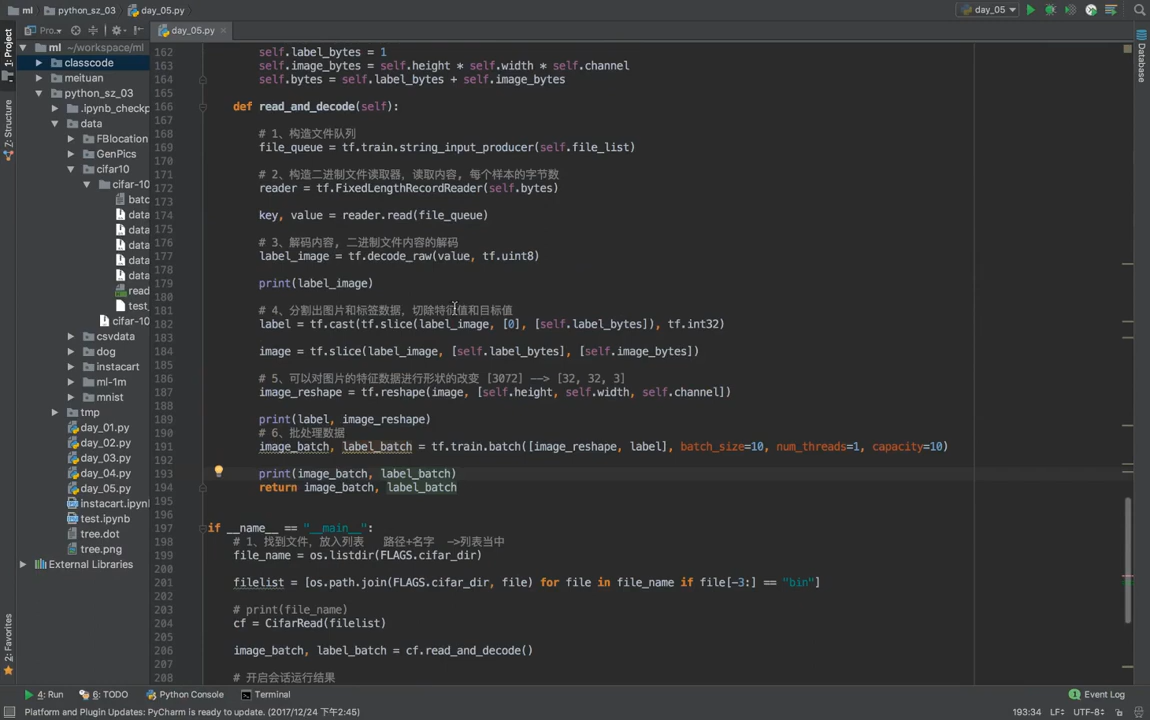 ml python_sz_03 day_05.py
day_05
1: Project
Z: Structure
2: Favorites
Database
Pro..
day_05.py
ml ~/workspace/ml
classcode
meituan
python_sz_03
.ipynb_checkp
data
FBlocation
GenPics
cifar10
cifar-10
batc
data
data
data
data
data
read
test_
cifar-10
csvdata
dog
instacart
ml-1m
mnist
tmp
day_01.py
day_02.py
day_03.py
day_04.py
day_05.py
instacart.ipynl
test.ipynb
tree.dot
tree.png
External Libraries
162 self.label_bytes = 1
163 self.image_bytes = self.height * self.width * self.channel
164 self.bytes = self.label_bytes + self.image_bytes
165
166 def read_and_decode(self):
167
168 # 1、构造文件队列
169 file_queue = tf.train.string_input_producer(self.file_list)
170
171 # 2、构造二进制文件读取器，读取内容, 每个样本的字节数
172 reader = tf.FixedLengthRecordReader(self.bytes)
173
174 key, value = reader.read(file_queue)
175
176 # 3、解码内容, 二进制文件内容的解码
177 label_image = tf.decode_raw(value, tf.uint8)
178
179 print(label_image)
180
181 # 4、分割出图片和标签数据，切除特征值和目标值
182 label = tf.cast(tf.slice(label_image, [0], [self.label_bytes]), tf.int32)
183
184 image = tf.slice(label_image, [self.label_bytes], [self.image_bytes])
185
186 # 5、可以对图片的特征数据进行形状的改变 [3072] --> [32, 32, 3]
187 image_reshape = tf.reshape(image, [self.height, self.width, self.channel])
188
189 print(label, image_reshape)
190 # 6、批处理数据
191 image_batch, label_batch = tf.train.batch([image_reshape, label], batch_size=10, num_threads=1, capacity=10)
192
193 print(image_batch, label_batch)
194 return image_batch, label_batch
195
196
197 if __name__ == "__main__":
198 # 1、找到文件，放入列表 路径+名字 ->列表当中
199 file_name = os.listdir(FLAGS.cifar_dir)
200
201 filelist = [os.path.join(FLAGS.cifar_dir, file) for file in file_name if file[-3:] == "bin"]
202
203 # print(file_name)
204 cf = CifarRead(filelist)
205
206 image_batch, label_batch = cf.read_and_decode()
207
208 # 开启会话运行结果
4: Run 6: TODO Python Console Terminal Event Log
Platform and Plugin Updates: PyCharm is ready to update. (2017/12/24 下午2:45) 193:34 LF÷ UTF-8÷